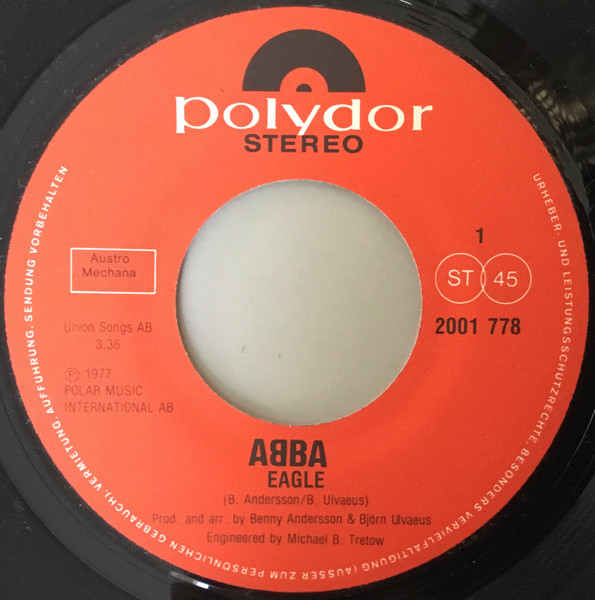 polydor
STEREO
Austro
Mechana
1
ST 45
2001 778
Union Songs AB
3.36
Ⓟ 1977
POLAR MUSIC
INTERNATIONAL AB
ABBA
EAGLE
(B. Andersson/B. Ulvaeus)
Prod. and arr. by Benny Andersson & Björn Ulvaeus
Engineered by Michael B. Tretow
URHEBER- UND LEISTUNGSSCHUTZRECHTE, BESONDERS VERVIELFÄLTIGUNG (AUSSER ZUM PERSÖNLICHEN GEBRAUCH), VERMIETUNG, AUFFÜHRUNG, SENDUNG VORBEHALTEN